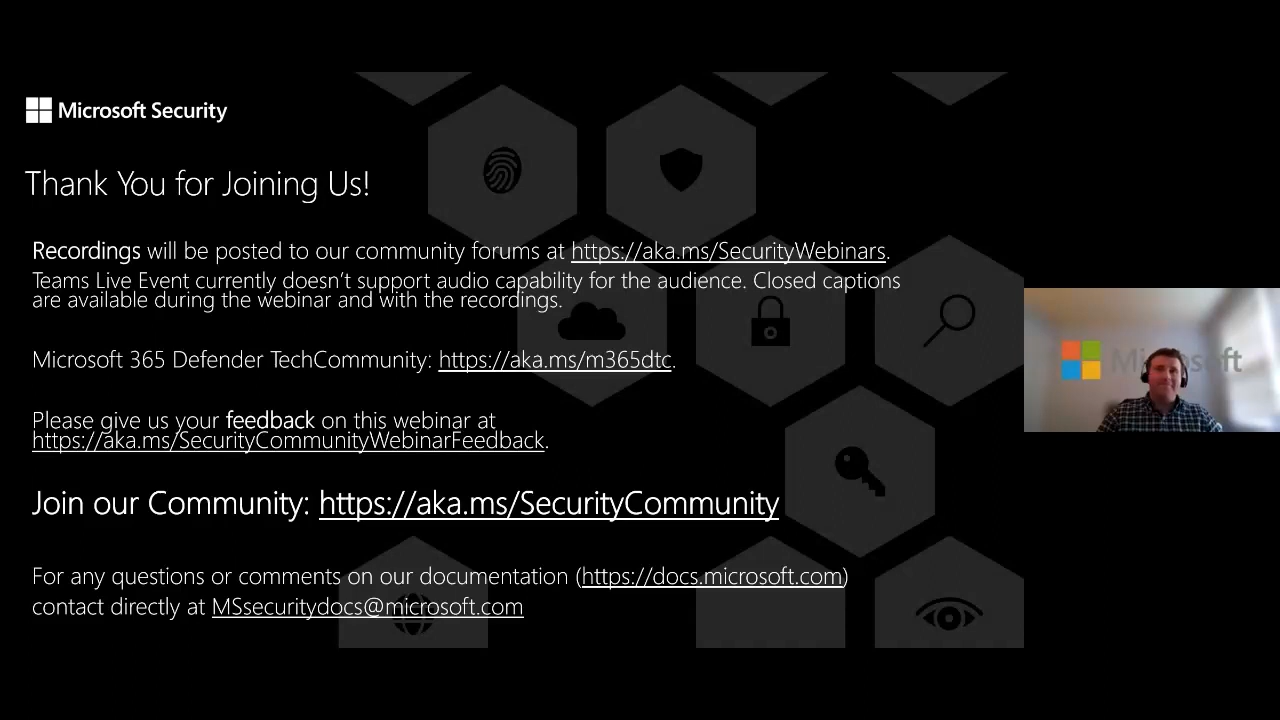 Microsoft Security
Thank You for Joining Us!
Recordings will be posted to our community forums at https://aka.ms/SecurityWebinars.
Teams Live Event currently doesn't support audio capability for the audience. Closed captions
are available during the webinar and with the recordings.
Microsoft 365 Defender TechCommunity: https://aka.ms/m365dtc.
Please give us your feedback on this webinar at
https://aka.ms/SecurityCommunityWebinarFeedback.
Join our Community: https://aka.ms/SecurityCommunity
For any questions or comments on our documentation (https://docs.microsoft.com)
contact directly at MSsecuritydocs@microsoft.com
Microsoft